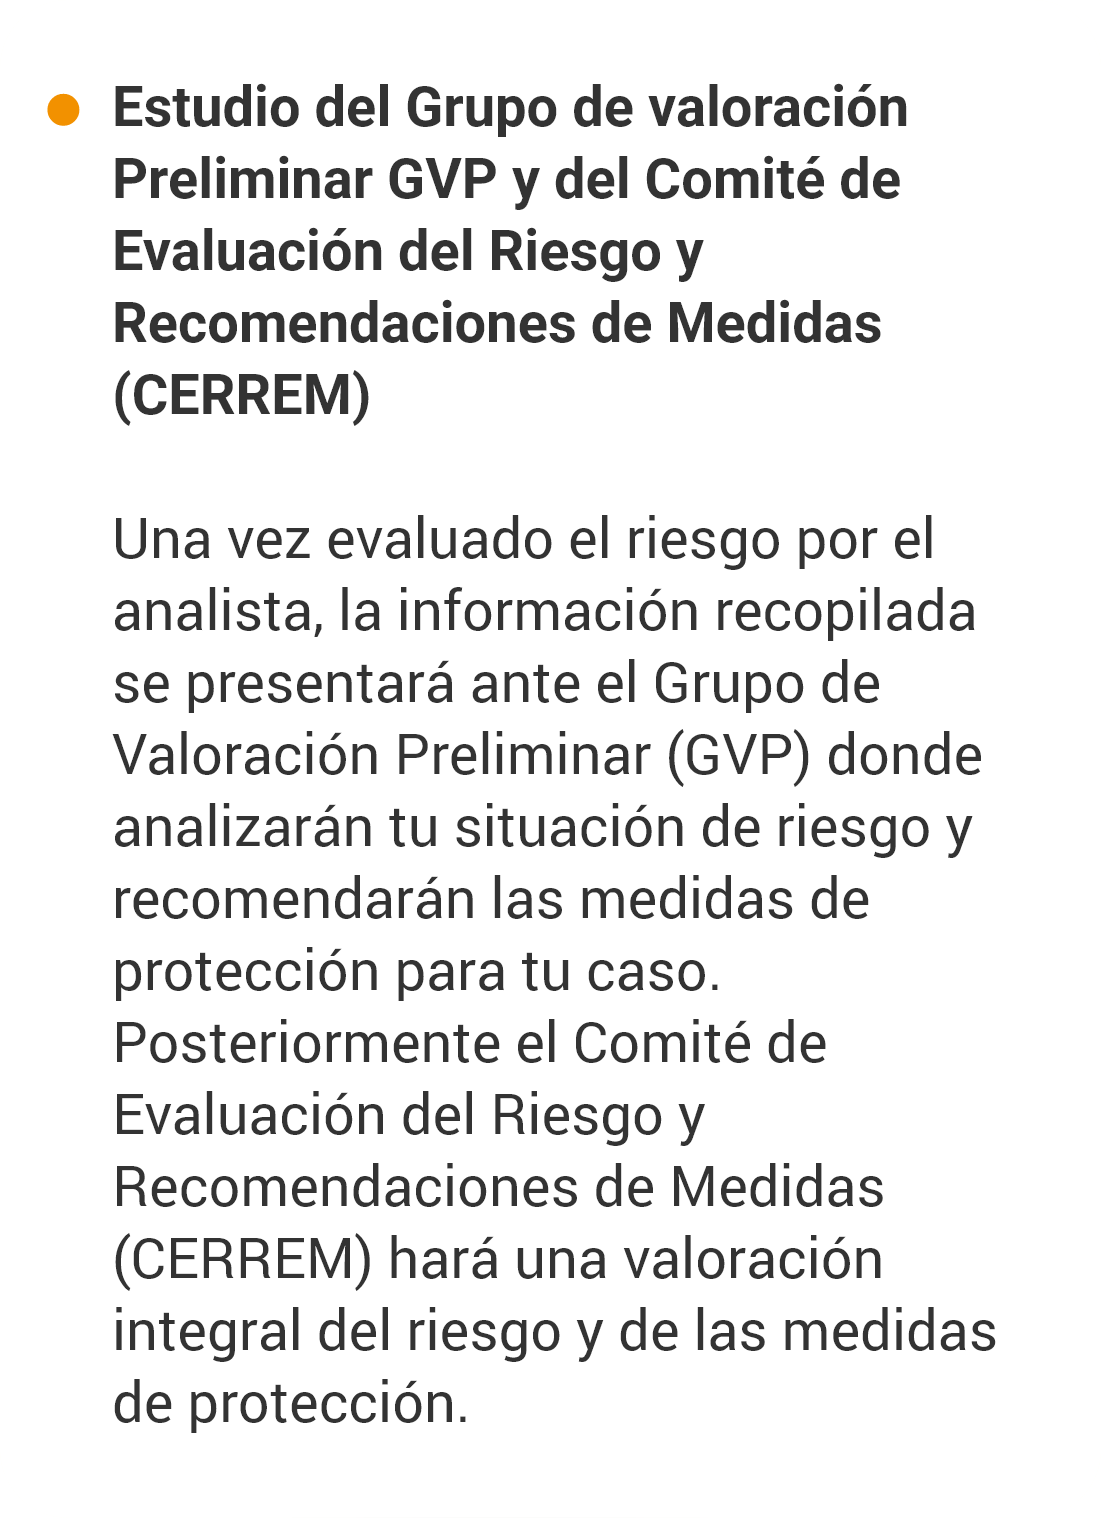 Estudio del Grupo de valoración
Preliminar GVP y del Comité de
Evaluación del Riesgo y
Recomendaciones de Medidas
(CERREM)
Una vez evaluado el riesgo por el
analista, la información recopilada
se presentará ante el Grupo de
Valoración Preliminar (GVP) donde
analizarán tu situación de riesgo y
recomendarán las medidas de
protección para tu caso.
Posteriormente el Comité de
Evaluación del Riesgo y
Recomendaciones de Medidas
(CERREM) hará una valoración
integral del riesgo y de las medidas
de protección.